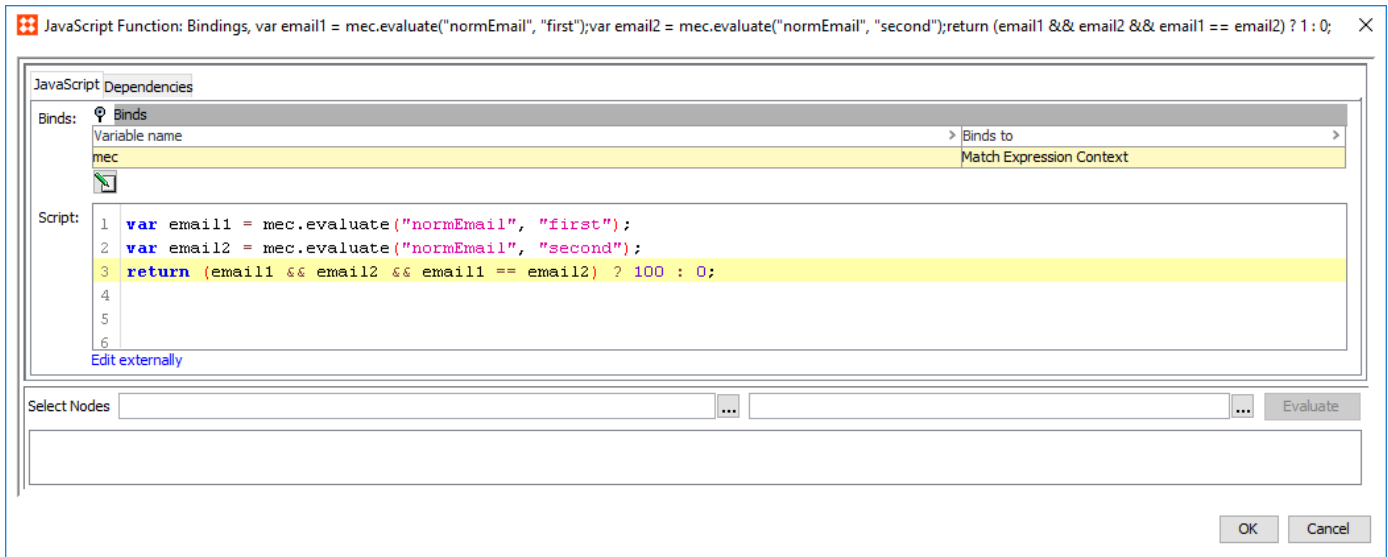 JavaScript Function: Bindings, var email1 = mec.evaluate("normEmail", "first");var email2 = mec.evaluate("normEmail", "second");return (email1 && email2 && email1 == email2) ? 1 : 0;
JavaScript Dependencies
Binds: Binds
Variable name > Binds to >
mec Match Expression Context
Script:
1 var email1 = mec.evaluate("normEmail", "first");
2 var email2 = mec.evaluate("normEmail", "second");
3 return (email1 && email2 && email1 == email2) ? 100 : 0;
4
5
6
Edit externally
Select Nodes ... ... Evaluate
OK Cancel